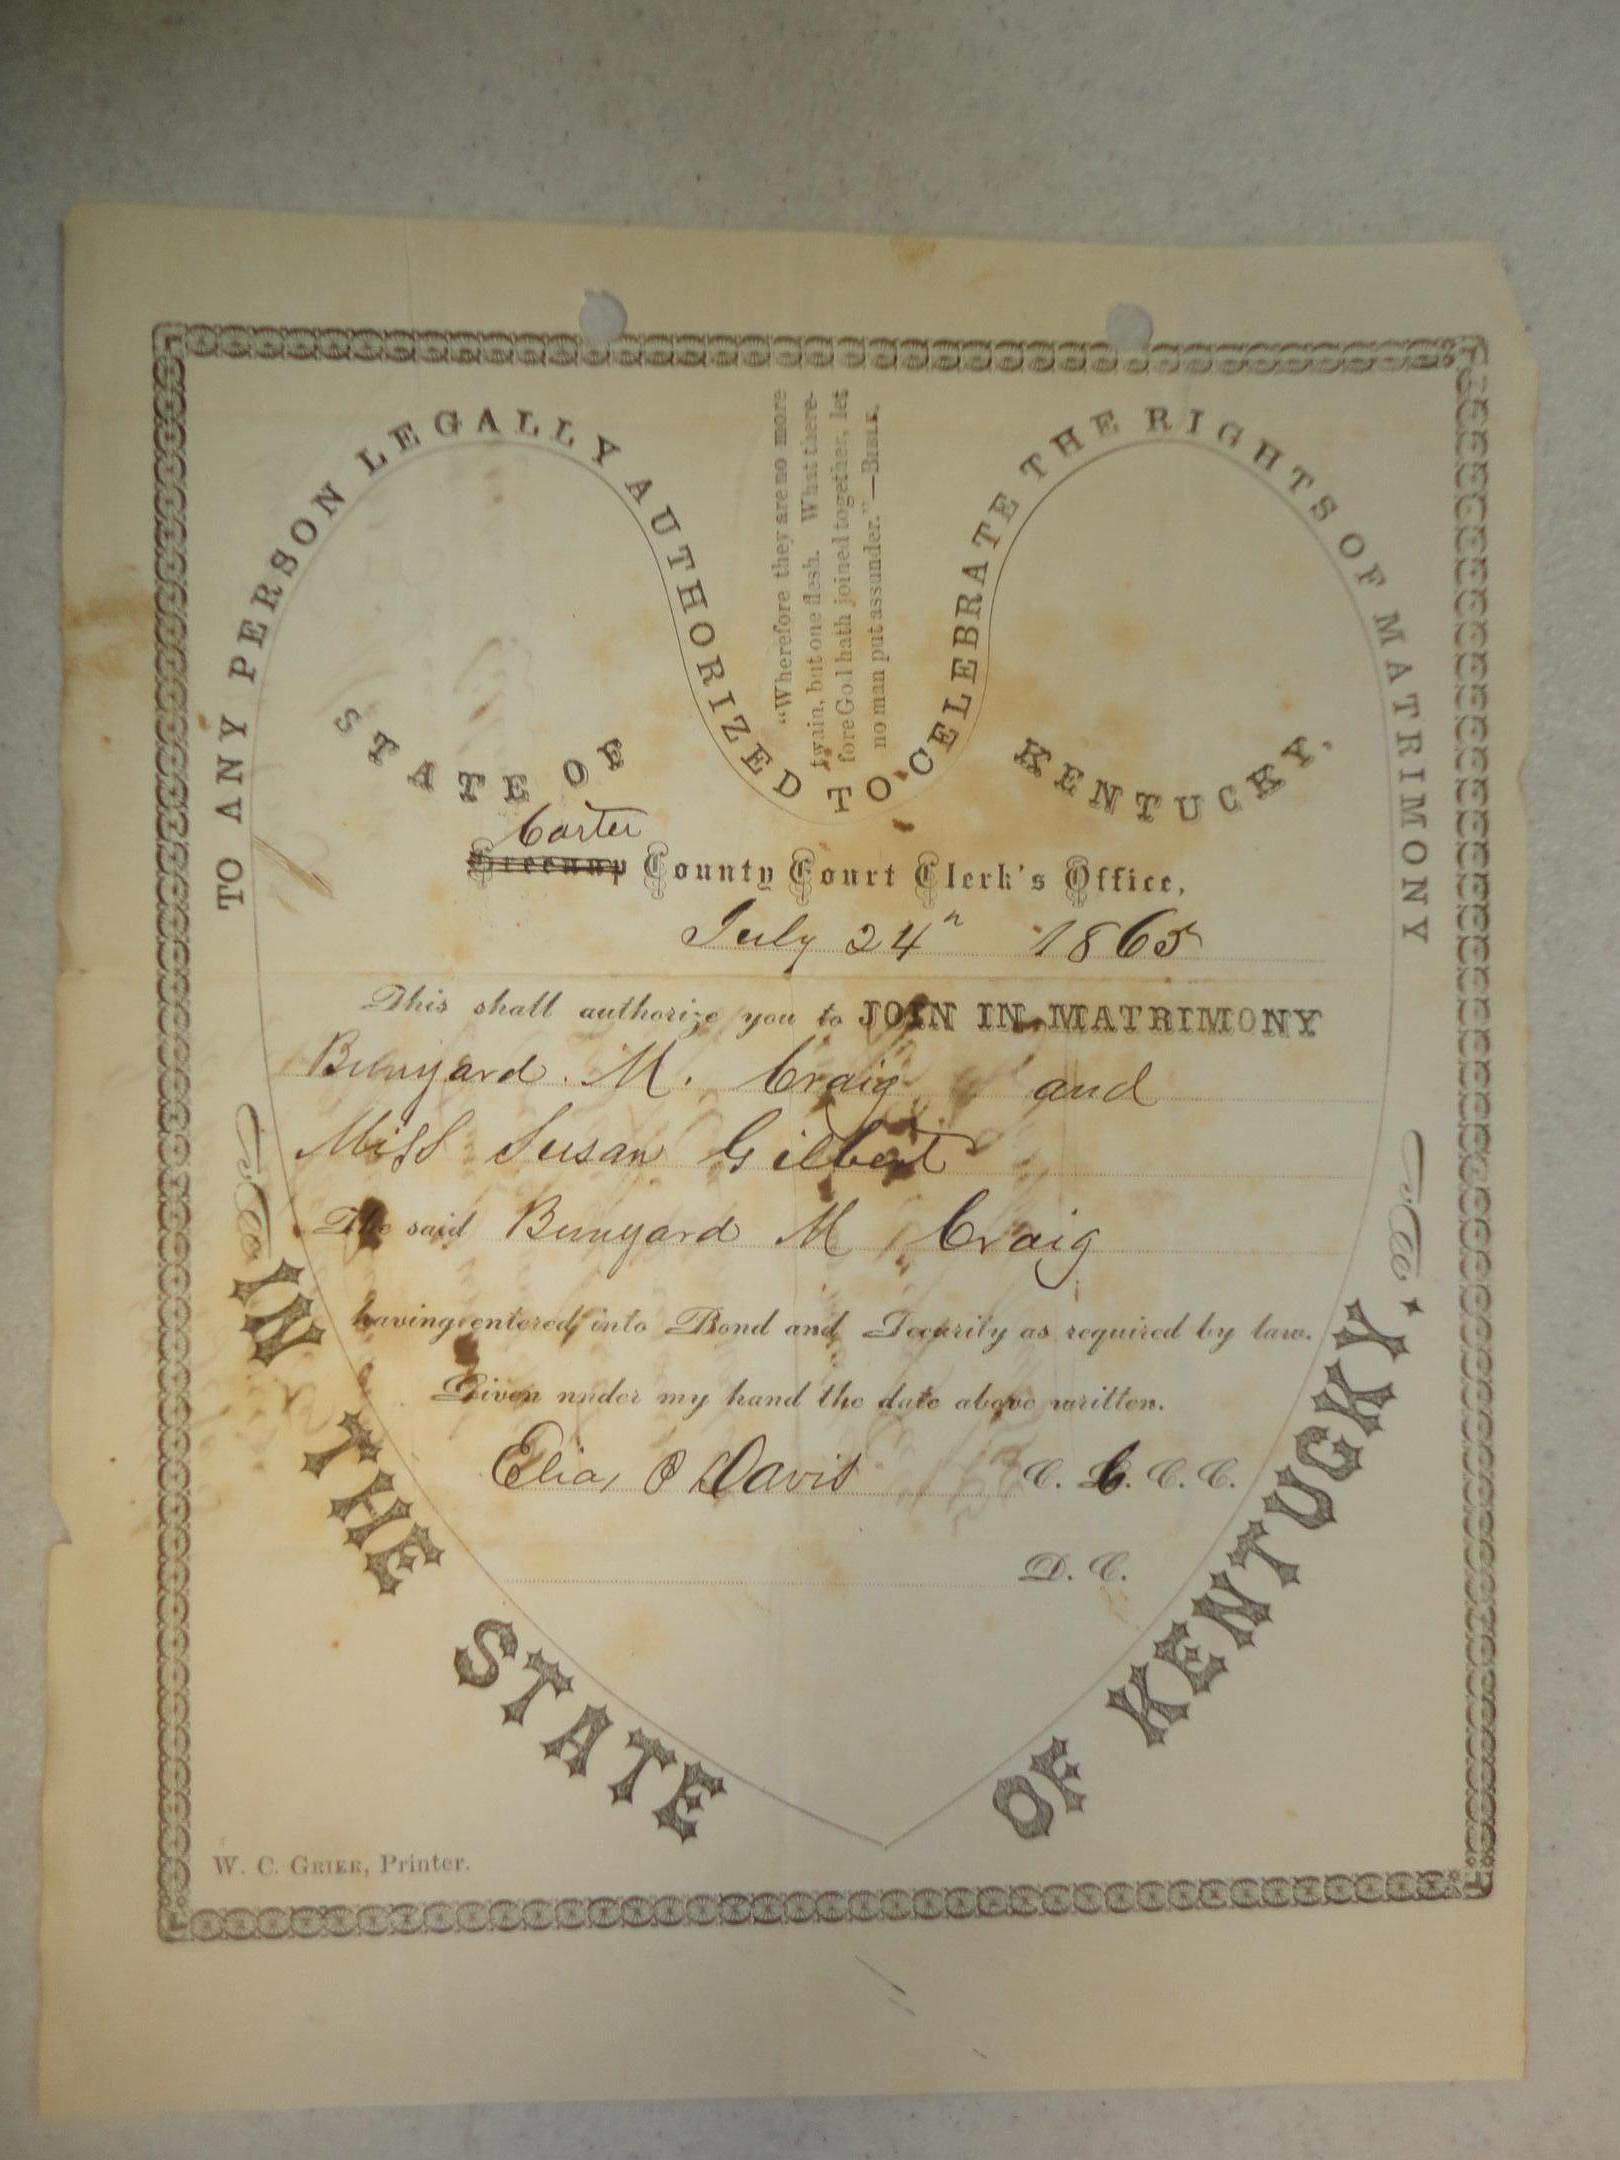 TO ANY PERSON LEGALLY AUTHORIZED TO CELEBRATE THE RIGHTS OF MATRIMONY
"Wherefore they are no more
twain, but one flesh. What there-
fore God hath joined together, let
no man put assunder."—BIBLE.
STATE OF KENTUCKY,
Carter
Greenup County Court Clerk's Office,
July 24th 1865
This shall authorize you to JOIN IN MATRIMONY
Bunyard. M. Craig and
Miss Susan Gilbert
The said Bunyard M Craig
having entered into Bond and Security as required by law.
Given under my hand the date above written.
Elias P Davis C. C. C. C.
D. C.
IN THE STATE OF KENTUCKY.
W. C. GRIER, Printer.